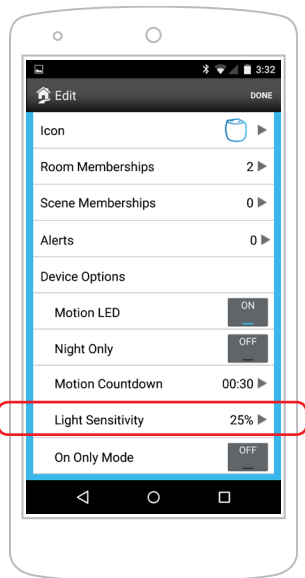 3:32
Edit DONE
Icon
Room Memberships 2
Scene Memberships 0
Alerts 0
Device Options
Motion LED ON
Night Only OFF
Motion Countdown 00:30
Light Sensitivity 25%
On Only Mode OFF